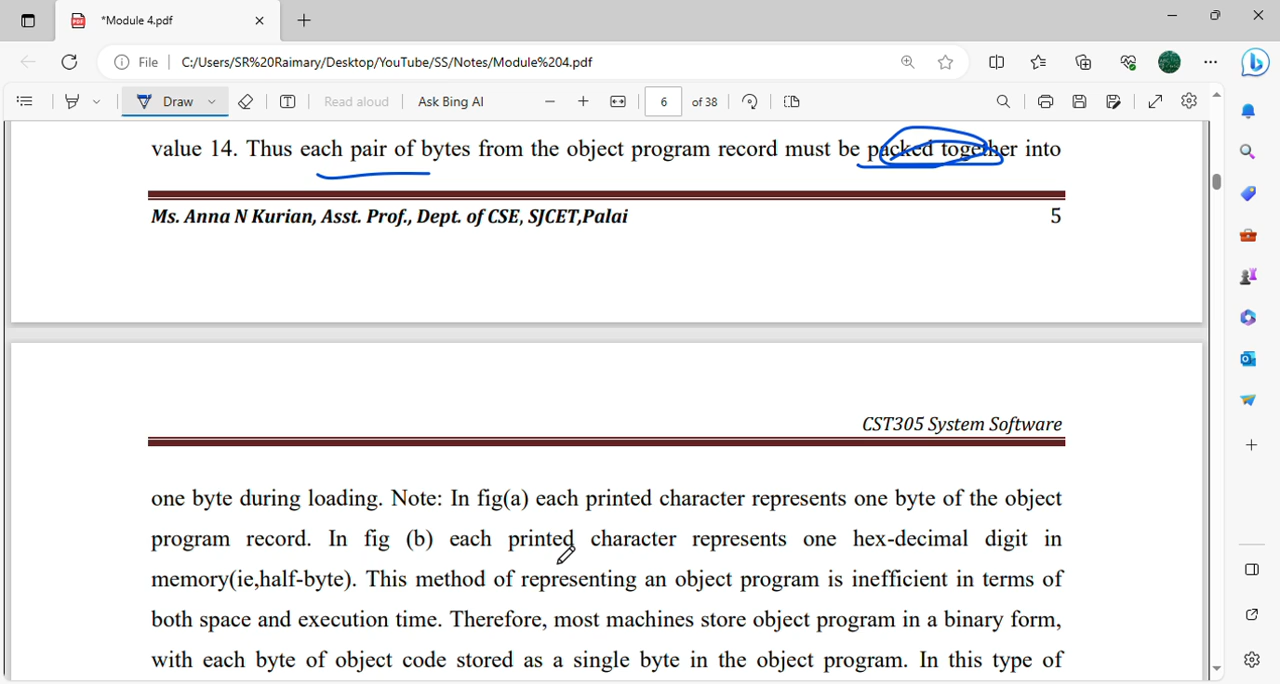 *Module 4.pdf
File C:/Users/SR%20Raimary/Desktop/YouTube/SS/Notes/Module%204.pdf
Draw Read aloud Ask Bing AI 6 of 38
value 14. Thus each pair of bytes from the object program record must be packed together into
Ms. Anna N Kurian, Asst. Prof., Dept. of CSE, SJCET,Palai 5
CST305 System Software
one byte during loading. Note: In fig(a) each printed character represents one byte of the object
program record. In fig (b) each printed character represents one hex-decimal digit in
memory(ie,half-byte). This method of representing an object program is inefficient in terms of
both space and execution time. Therefore, most machines store object program in a binary form,
with each byte of object code stored as a single byte in the object program. In this type of